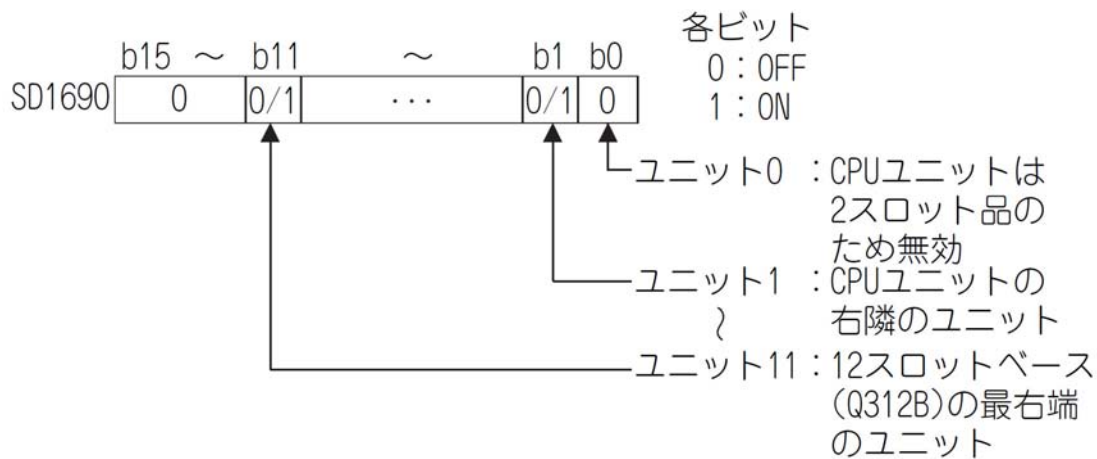 各ビット
b15 ～ b11 ～ b1 b0 0：OFF
SD1690 0 0/1 ... 0/1 0 1：ON
ユニット0 ：CPUユニットは
2スロット品の
ため無効
ユニット1 ：CPUユニットの
～ 右隣のユニット
ユニット11：12スロットベース
(Q312B)の最右端
のユニット